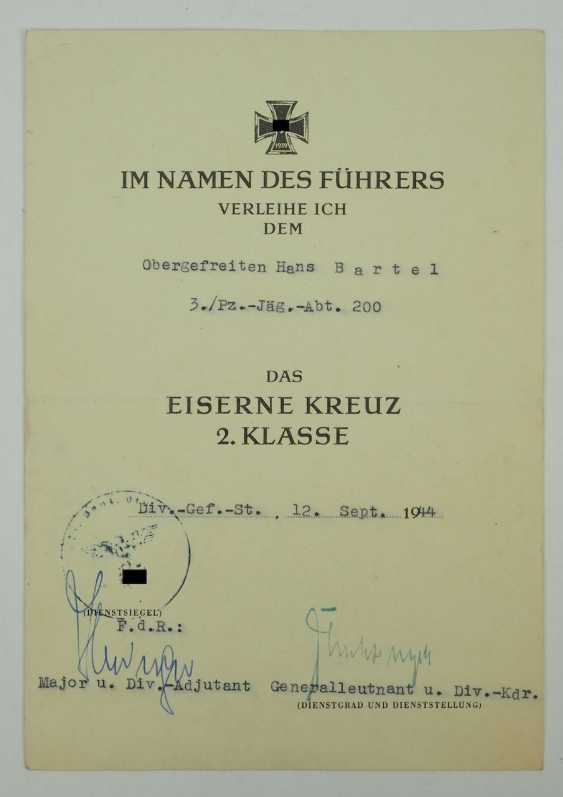 1939
IM NAMEN DES FÜHRERS
VERLEIHE ICH
DEM
Obergefreiten Hans B a r t e l
3./Pz.-Jäg.-Abt. 200
DAS
EISERNE KREUZ
2. KLASSE
Div.-Gef.-St. , 12. Sept. 1944
(DIENSTSIEGEL)
F.d.R.:
Major u. Div.-Adjutant Generalleutnant u. Div.-Kdr.
(DIENSTGRAD UND DIENSTSTELLUNG)